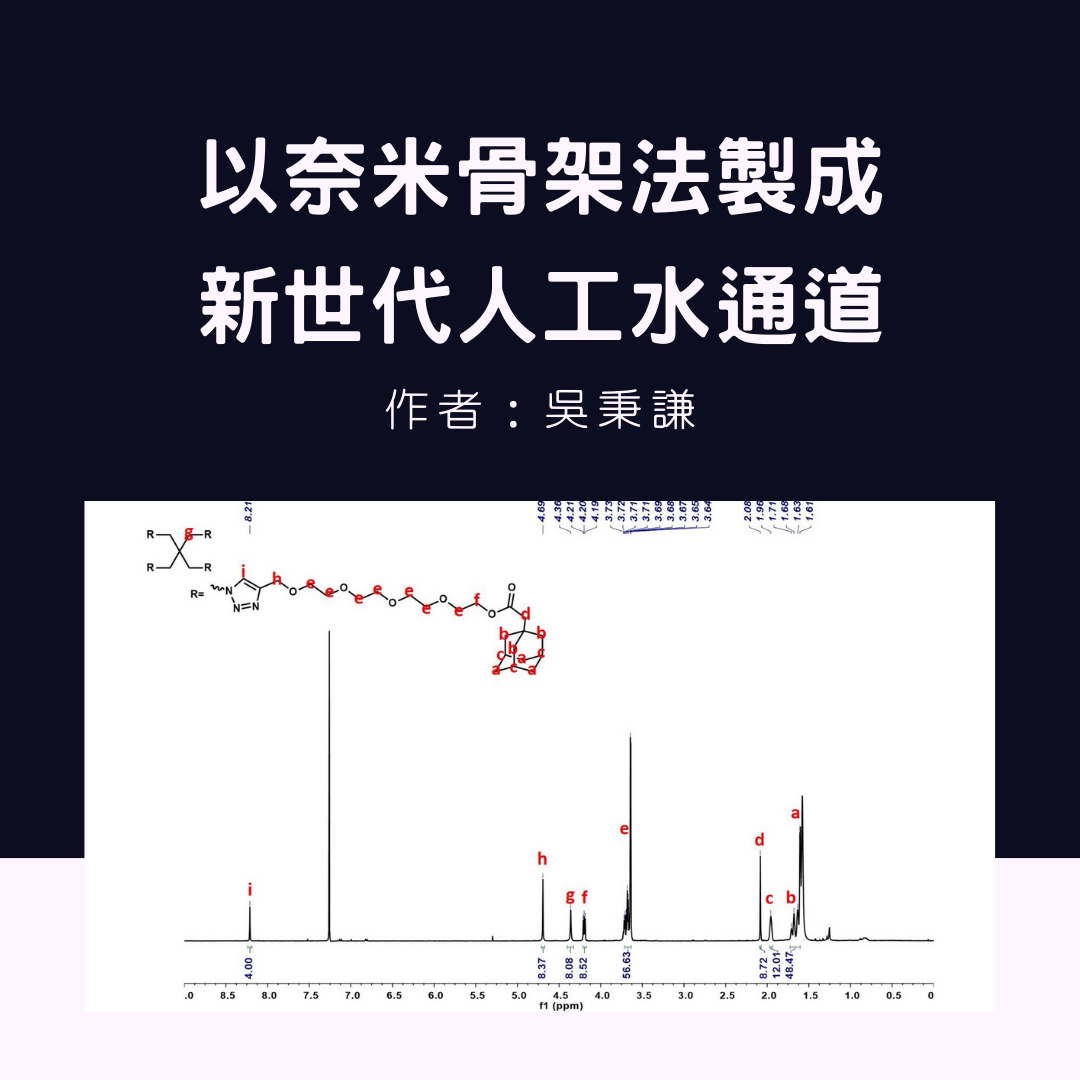 以奈米骨架法製成
新世代人工水通道
作者：吳秉謙
8.21
4.69
4.36
4.21
4.20
4.19
3.73
3.72
3.71
3.71
3.69
3.68
3.67
3.65
3.64
2.08
1.96
1.71
1.68
1.63
1.61
R g R
R R
R= N N N i h O e e O e e O e e O e f O O d
b b
b
c a c
a c a
e
a
d
h
i g f c b
4.00 8.37 8.08 8.52 56.63 8.72 12.01 48.47
.0 8.5 8.0 7.5 7.0 6.5 6.0 5.5 5.0 4.5 4.0 3.5 3.0 2.5 2.0 1.5 1.0 0.5 0
f1 (ppm)